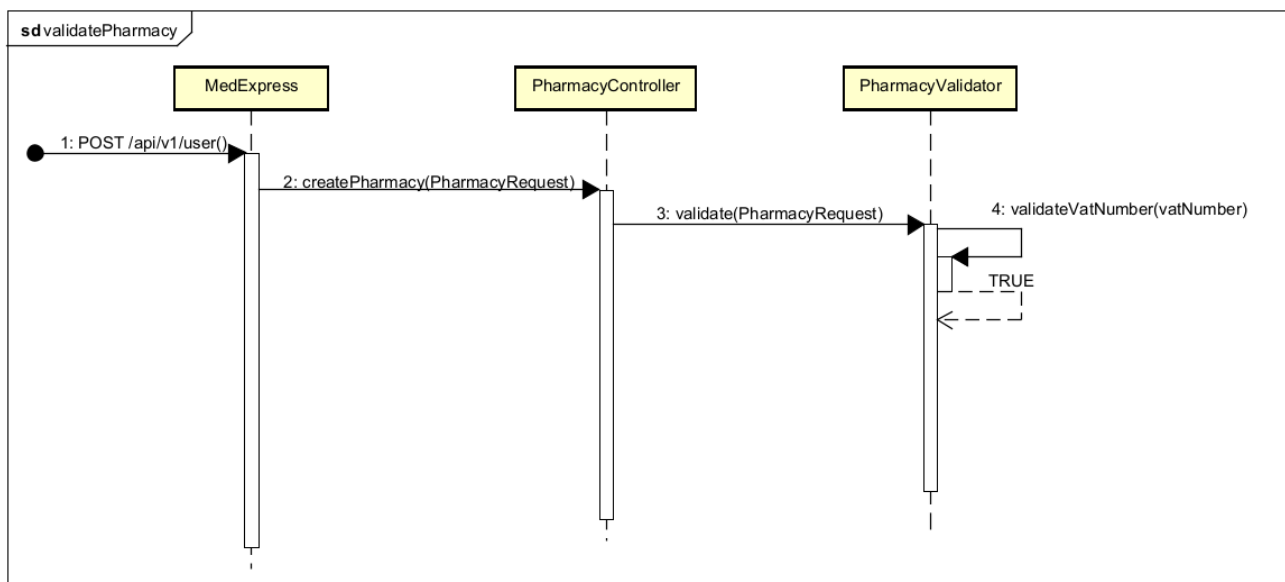 sd validatePharmacy
MedExpress
PharmacyController
PharmacyValidator
1: POST /api/v1/user()
2: createPharmacy(PharmacyRequest)
3: validate(PharmacyRequest)
4: validateVatNumber(vatNumber)
TRUE